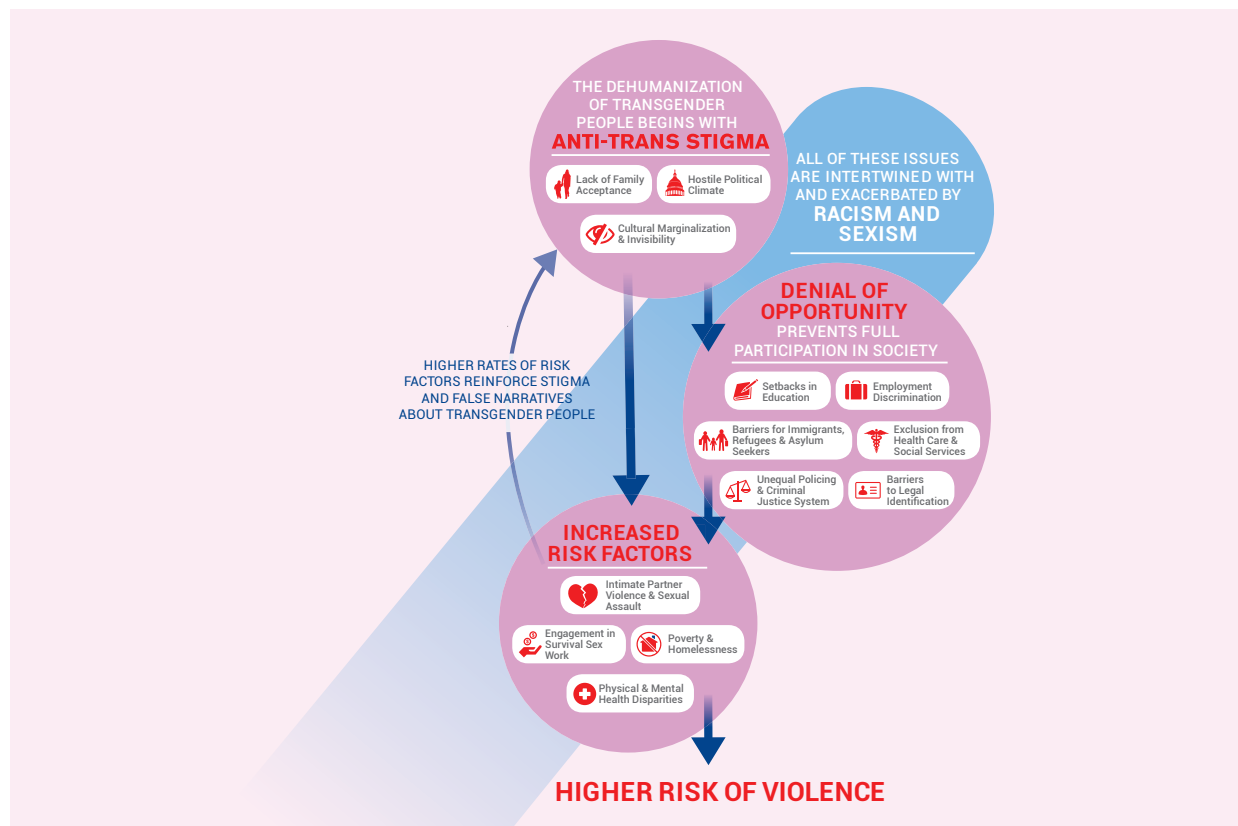 THE DEHUMANIZATION
OF TRANSGENDER
PEOPLE BEGINS WITH
ANTI-TRANS STIGMA
Lack of Family
Acceptance
Hostile Political
Climate
Cultural Marginalization
& Invisibility
ALL OF THESE ISSUES
ARE INTERTWINED WITH
AND EXACERBATED BY
RACISM AND
SEXISM
DENIAL OF
OPPORTUNITY
PREVENTS FULL
PARTICIPATION IN SOCIETY
Setbacks in
Education
Employment
Discrimination
Barriers for Immigrants,
Refugees & Asylum
Seekers
Exclusion from
Health Care &
Social Services
Unequal Policing
& Criminal
Justice System
Barriers
to Legal
Identification
HIGHER RATES OF RISK
FACTORS REINFORCE STIGMA
AND FALSE NARRATIVES
ABOUT TRANSGENDER PEOPLE
INCREASED
RISK FACTORS
Intimate Partner
Violence & Sexual
Assault
Engagement in
Survival Sex
Work
Poverty &
Homelessness
Physical & Mental
Health Disparities
HIGHER RISK OF VIOLENCE